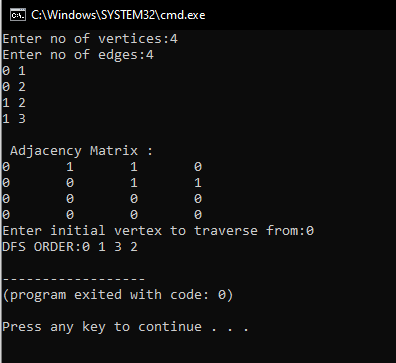 C:\Windows\SYSTEM32\cmd.exe
Enter no of vertices:4
Enter no of edges:4
0 1
0 2
1 2
1 3
Adjacency Matrix :
0 1 1 0
0 0 1 1
0 0 0 0
0 0 0 0
Enter initial vertex to traverse from:0
DFS ORDER:0 1 3 2
------------------
(program exited with code: 0)
Press any key to continue . . .